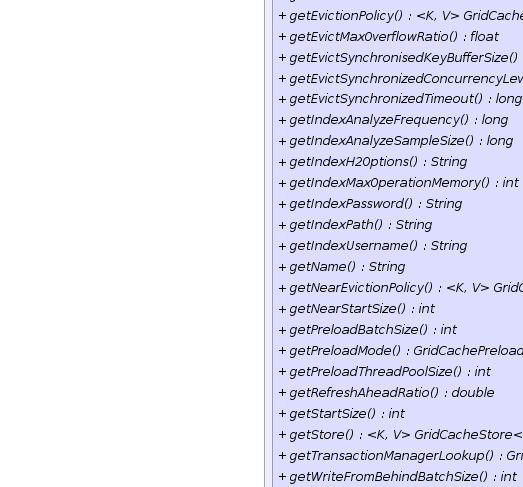 + getEvictionPolicy() : <K, V> GridCache
+ getEvictMaxOverflowRatio() : float
+ getEvictSynchronisedKeyBufferSize()
+ getEvictSynchronizedConcurrencyLev
+ getEvictSynchronizedTimeout() : long
+ getIndexAnalyzeFrequency() : long
+ getIndexAnalyzeSampleSize() : long
+ getIndexH2Options() : String
+ getIndexMaxOperationMemory() : int
+ getIndexPassword() : String
+ getIndexPath() : String
+ getIndexUsername() : String
+ getName() : String
+ getNearEvictionPolicy() : <K, V> GridC
+ getNearStartSize() : int
+ getPreloadBatchSize() : int
+ getPreloadMode() : GridCachePreload
+ getPreloadThreadPoolSize() : int
+ getRefreshAheadRatio() : double
+ getStartSize() : int
+ getStore() : <K, V> GridCacheStore<
+ getTransactionManagerLookup() : Gri
+ getWriteFromBehindBatchSize() : int